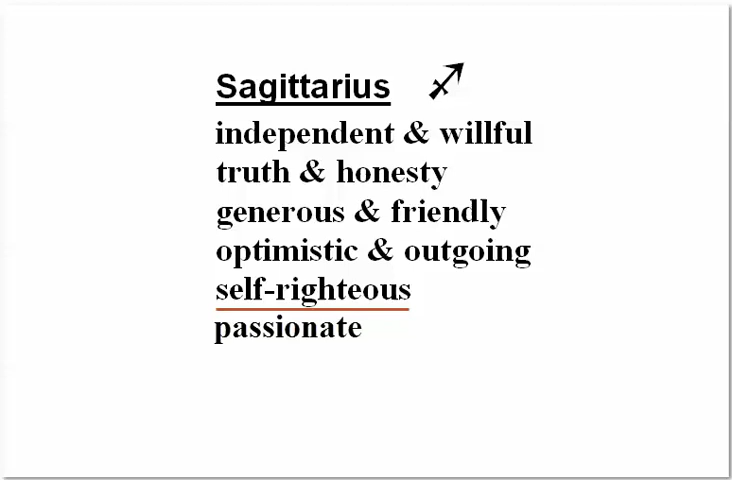 Sagittarius ♐
independent & willful
truth & honesty
generous & friendly
optimistic & outgoing
self-righteous
passionate